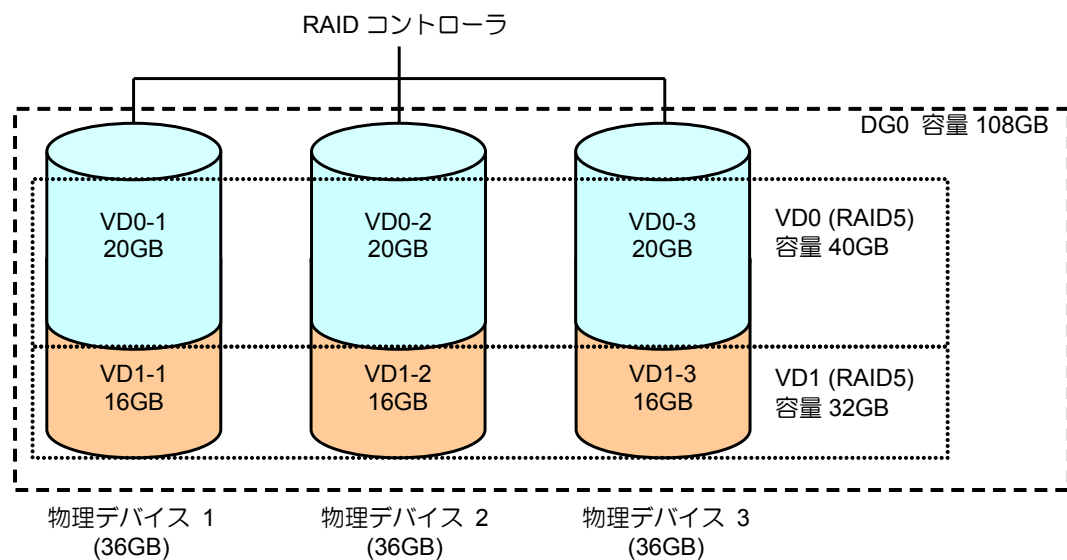 RAID コントローラ
DG0 容量 108GB
VD0-1
20GB
VD0-2
20GB
VD0-3
20GB
VD0 (RAID5)
容量 40GB
VD1-1
16GB
VD1-2
16GB
VD1-3
16GB
VD1 (RAID5)
容量 32GB
物理デバイス 1
(36GB)
物理デバイス 2
(36GB)
物理デバイス 3
(36GB)